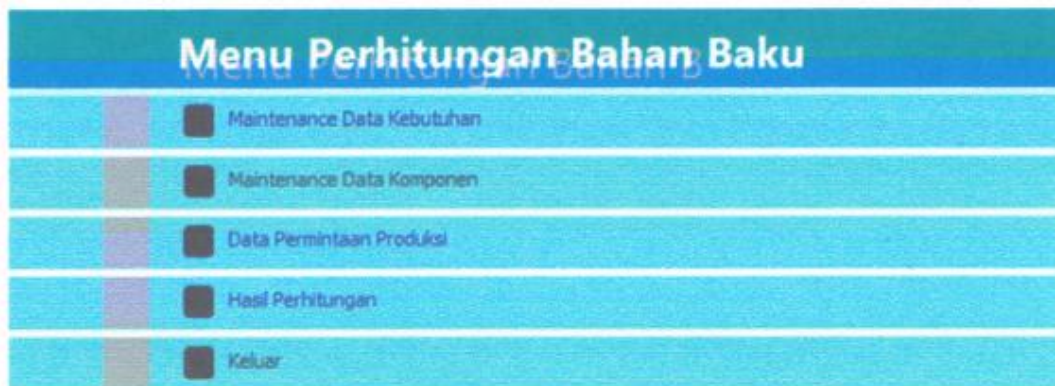 Menu Perhitungan Bahan Baku
Maintenance Data Kebutuhan
Maintenance Data Komponen
Data Permintaan Produksi
Hasil Perhitungan
Keluar